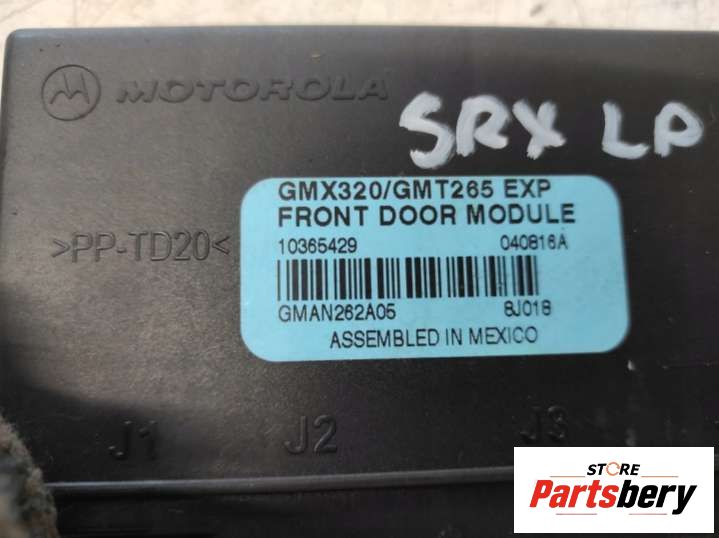 MOTOROLA
SRX LP
GMX320/GMT265 EXP
FRONT DOOR MODULE
>PP-TD20<
10365429 040816A
GMAN262A05 8J018
ASSEMBLED IN MEXICO
J1 J2 J3
STORE
Partsbery